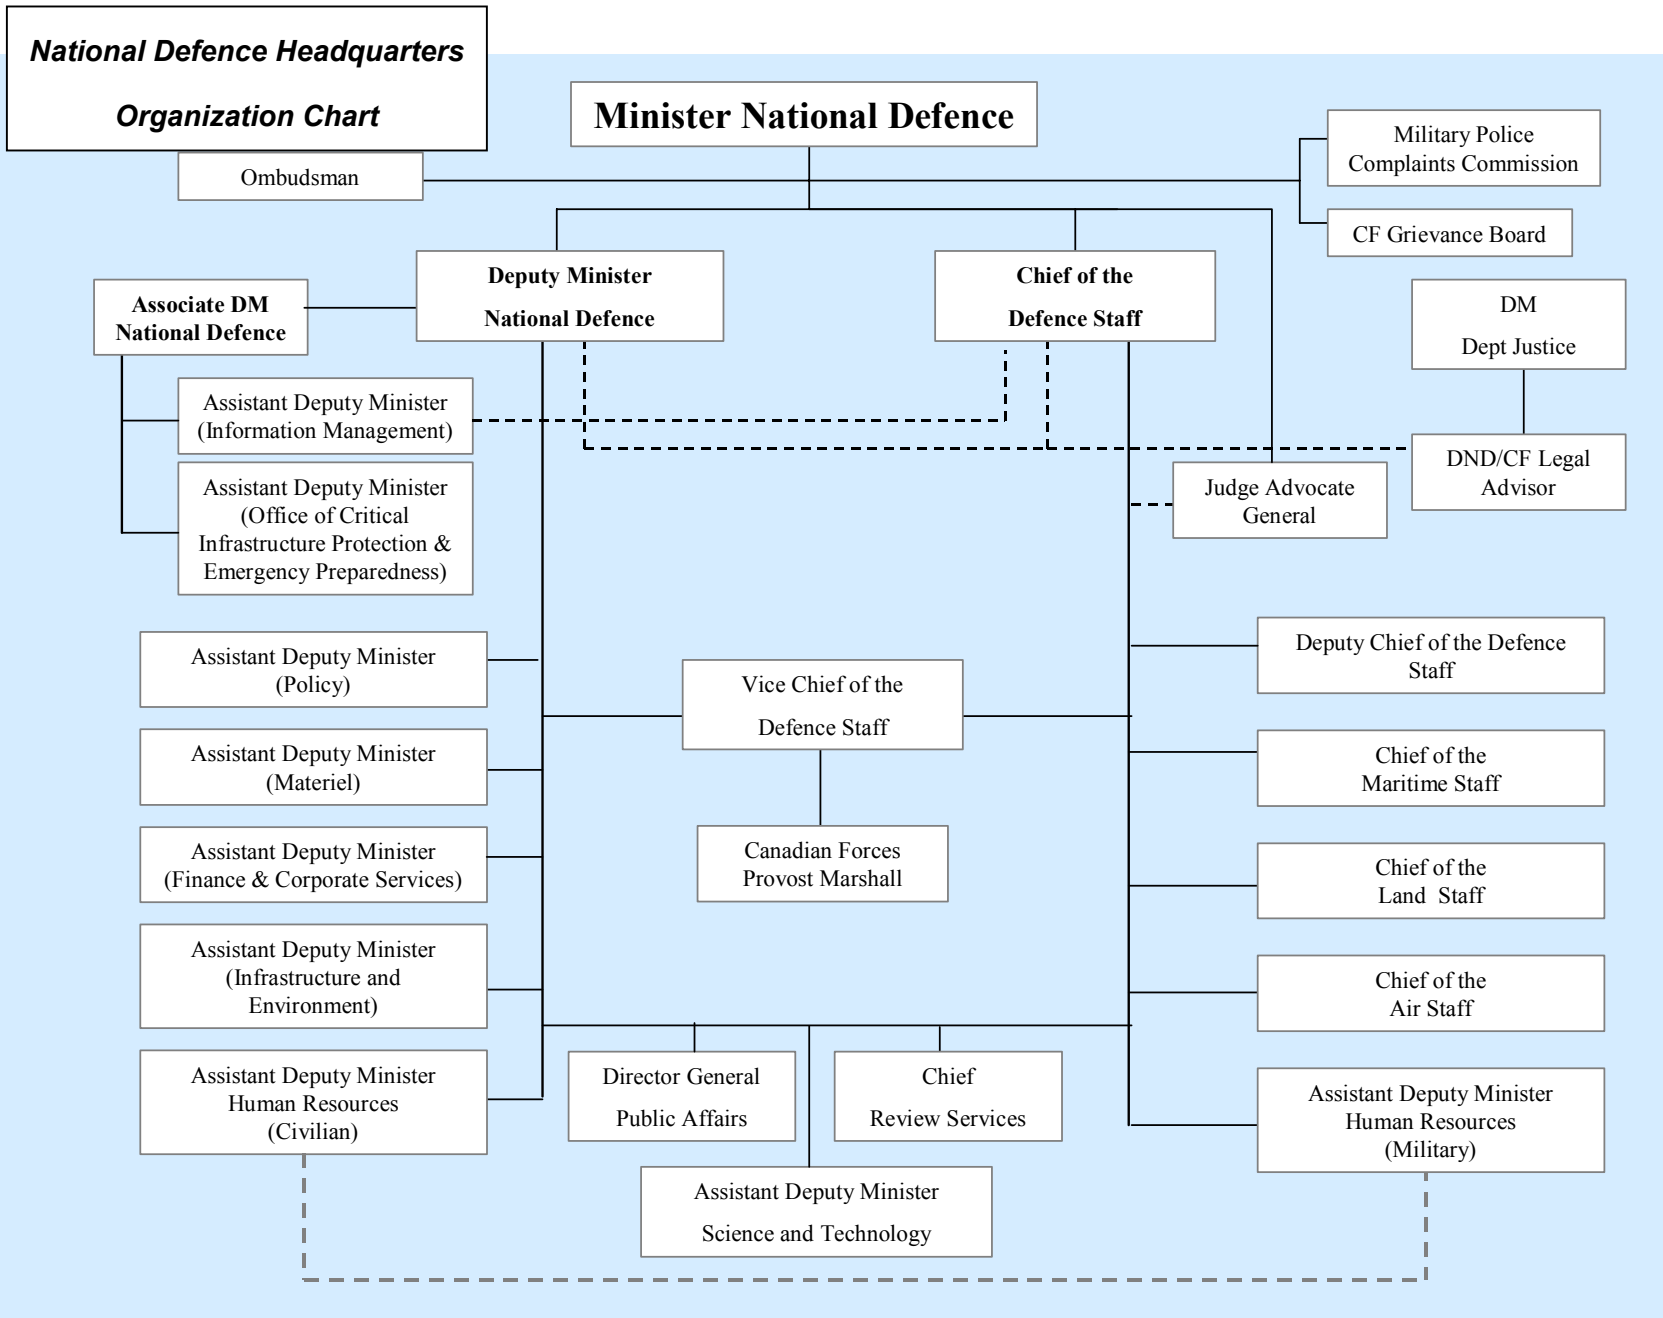 National Defence Headquarters
Organization Chart
Minister National Defence
Ombudsman
Military Police
Complaints Commission
CF Grievance Board
Deputy Minister
National Defence
Chief of the
Defence Staff
Associate DM
National Defence
DM
Dept Justice
Assistant Deputy Minister
(Information Management)
DND/CF Legal
Advisor
Judge Advocate
General
Assistant Deputy Minister
(Office of Critical
Infrastructure Protection &
Emergency Preparedness)
Assistant Deputy Minister
(Policy)
Vice Chief of the
Defence Staff
Deputy Chief of the Defence
Staff
Assistant Deputy Minister
(Materiel)
Chief of the
Maritime Staff
Assistant Deputy Minister
(Finance & Corporate Services)
Canadian Forces
Provost Marshall
Chief of the
Land  Staff
Assistant Deputy Minister
(Infrastructure and
Environment)
Chief of the
Air Staff
Assistant Deputy Minister
Human Resources
(Civilian)
Director General
Public Affairs
Chief
Review Services
Assistant Deputy Minister
Human Resources
(Military)
Assistant Deputy Minister
Science and Technology